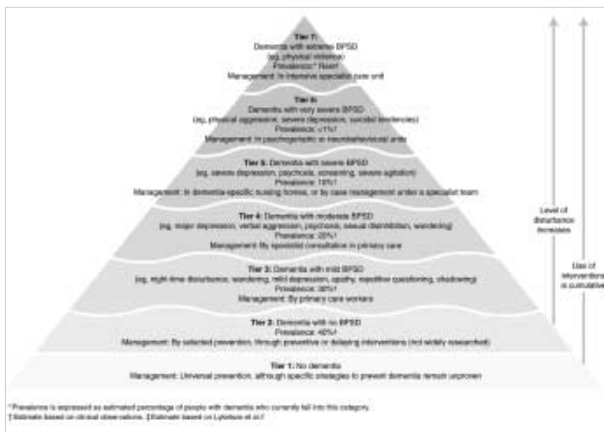 Tier 7:
Dementia with extreme BPSD
(eg, physical violence)
Prevalence:* Rare†
Management: In intensive specialist care unit
Tier 6:
Dementia with very severe BPSD
(eg, physical aggression, severe depression, suicidal tendencies)
Prevalence: <1%†
Management: In psychogeriatric or neurobehavioural units
Tier 5: Dementia with severe BPSD
(eg, severe depression, psychosis, screaming, severe agitation)
Prevalence: 10%†
Management: In dementia-specific nursing homes, or by case management under a specialist team
Tier 4: Dementia with moderate BPSD
(eg, major depression, verbal aggression, psychosis, sexual disinhibition, wandering)
Prevalence: 20%†
Management: By specialist consultation in primary care
Tier 3: Dementia with mild BPSD
(eg, night-time disturbance, wandering, mild depression, apathy, repetitive questioning, shadowing)
Prevalence: 30%†
Management: By primary care workers
Tier 2: Dementia with no BPSD
Prevalence: 40%‡
Management: By selected prevention, through preventive or delaying interventions (not widely researched)
Tier 1: No dementia
Management: Universal prevention, although specific strategies to prevent dementia remain unproven
Level of
disturbance
increases
Use of
interventions
is cumulative
*Prevalence is expressed as estimated percentage of people with dementia who currently fall into this category.
†Estimate based on clinical observations. ‡Estimate based on Lyketsos et al.